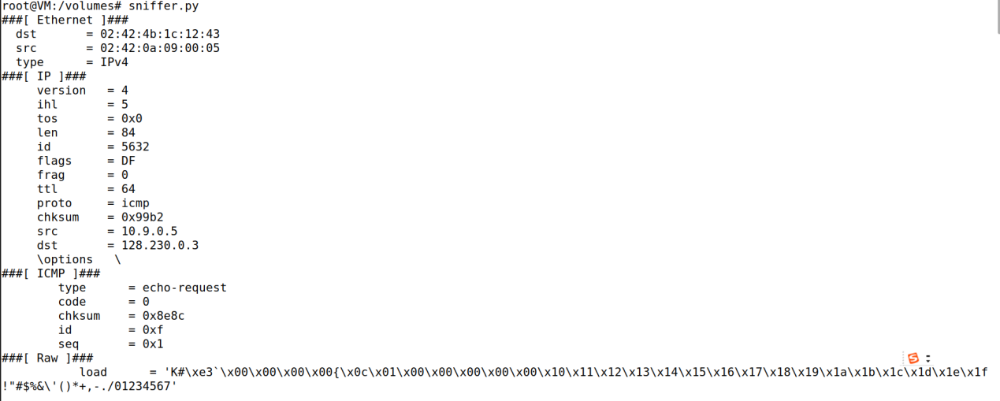 root@VM:/volumes# sniffer.py
###[ Ethernet ]###
  dst       = 02:42:4b:1c:12:43
  src       = 02:42:0a:09:00:05
  type      = IPv4
###[ IP ]###
     version   = 4
     ihl       = 5
     tos       = 0x0
     len       = 84
     id        = 5632
     flags     = DF
     frag      = 0
     ttl       = 64
     proto     = icmp
     chksum    = 0x99b2
     src       = 10.9.0.5
     dst       = 128.230.0.3
     \options   \
###[ ICMP ]###
        type      = echo-request
        code      = 0
        chksum    = 0x8e8c
        id        = 0xf
        seq       = 0x1
###[ Raw ]###
           load      = 'K#\xe3`\x00\x00\x00\x00{\x0c\x01\x00\x00\x00\x00\x00\x10\x11\x12\x13\x14\x15\x16\x17\x18\x19\x1a\x1b\x1c\x1d\x1e\x1f
!"#$%&\'()*+,-./01234567'